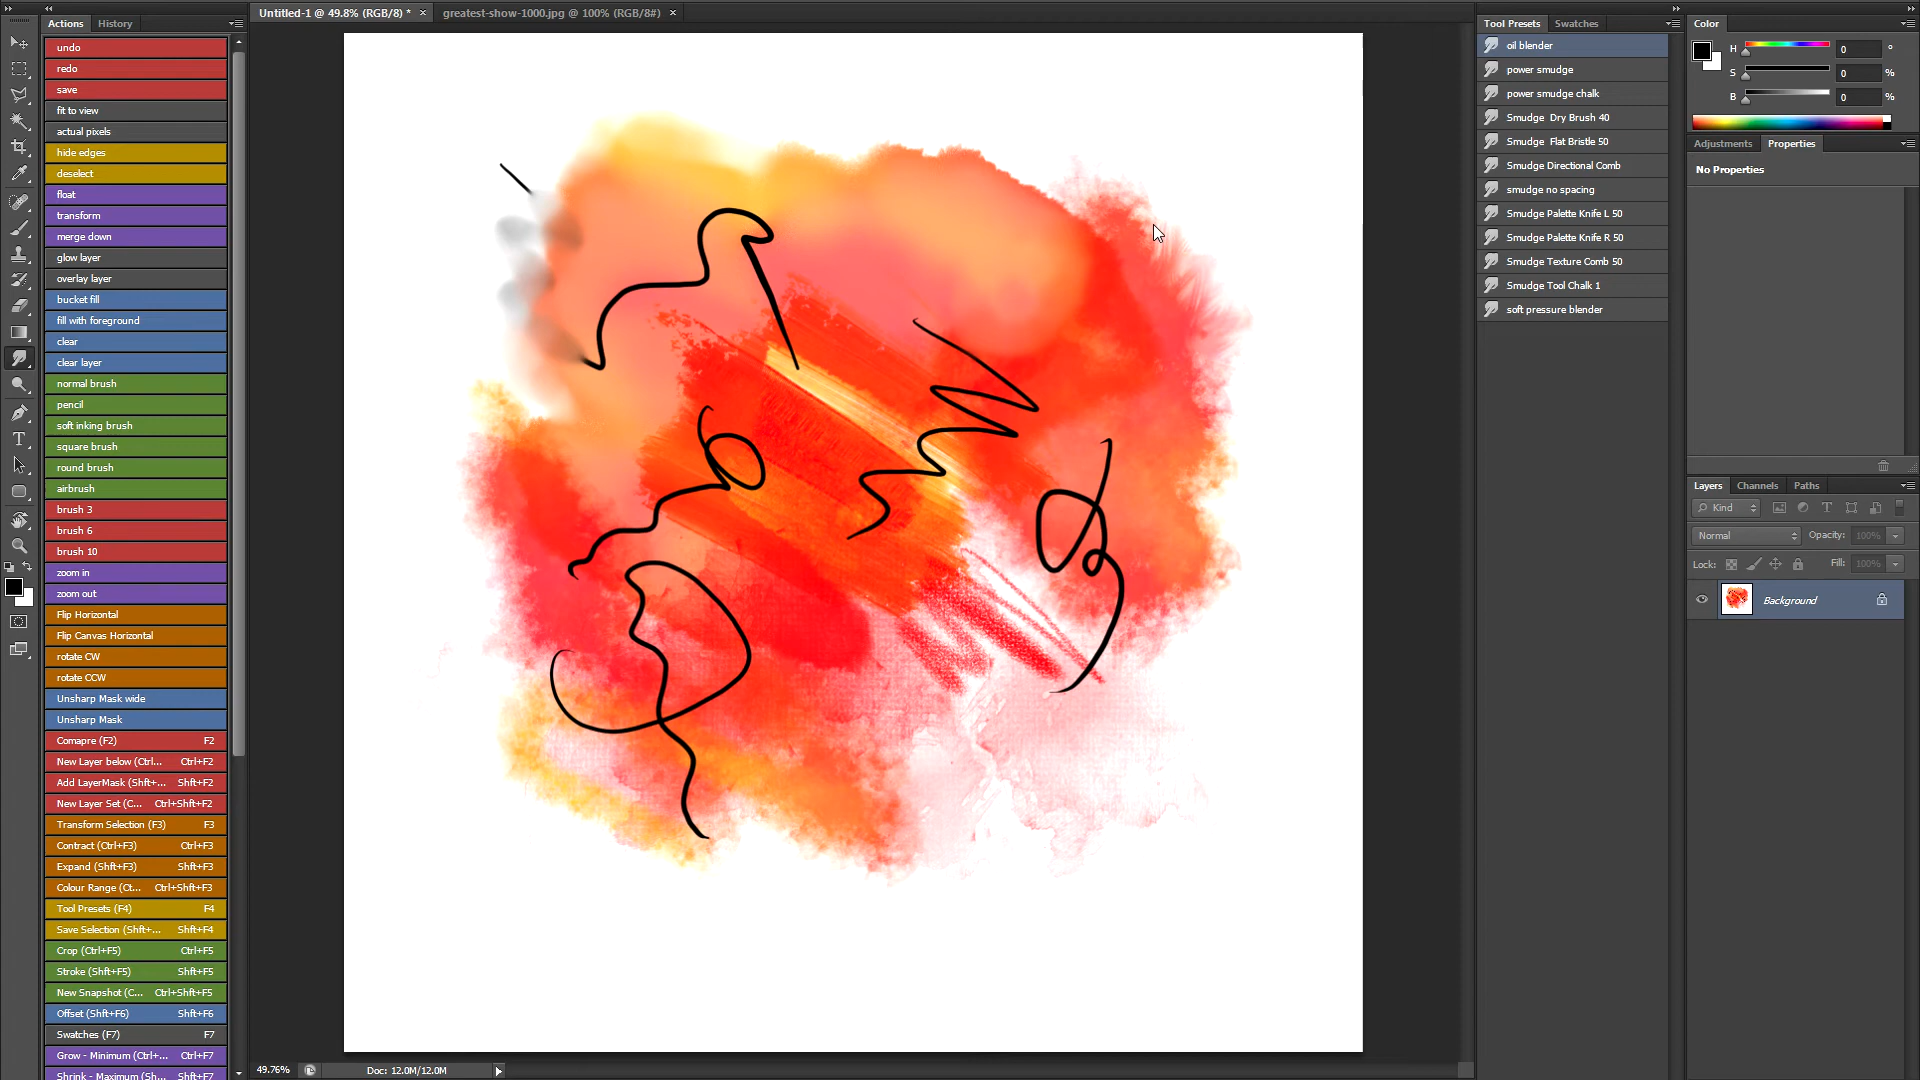 Untitled-1 @ 49.8% (RGB/8) *
greatest-show-1000.jpg @ 100% (RGB/8#)
Actions
History
undo
redo
save
fit to view
actual pixels
hide edges
deselect
float
transform
merge down
glow layer
overlay layer
bucket fill
fill with foreground
clear
clear layer
normal brush
pencil
soft inking brush
square brush
round brush
airbrush
brush 3
brush 6
brush 10
zoom in
zoom out
Flip Horizontal
Flip Canvas Horizontal
rotate CW
rotate CCW
Unsharp Mask wide
Unsharp Mask
Comapre (F2) F2
New Layer below (Ctrl... Ctrl+F2
Add LayerMask (Shft+... Shft+F2
New Layer Set (C... Ctrl+Shft+F2
Transform Selection (F3) F3
Contract (Ctrl+F3) Ctrl+F3
Expand (Shft+F3) Shft+F3
Colour Range (Ct... Ctrl+Shft+F3
Tool Presets (F4) F4
Save Selection (Shft+... Shft+F4
Crop (Ctrl+F5) Ctrl+F5
Stroke (Shft+F5) Shft+F5
New Snapshot (C... Ctrl+Shft+F5
Offset (Shft+F6) Shft+F6
Swatches (F7) F7
Grow - Minimum (Ctrl+... Ctrl+F7
Shrink - Maximum (Sh... Shft+F7
49.76%
Doc: 12.0M/12.0M
Tool Presets
Swatches
oil blender
power smudge
power smudge chalk
Smudge  Dry Brush 40
Smudge  Flat Bristle 50
Smudge Directional Comb
smudge no spacing
Smudge Palette Knife L 50
Smudge Palette Knife R 50
Smudge Texture Comb 50
Smudge Tool Chalk 1
soft pressure blender
Color
H 0 °
S 0 %
B 0 %
Adjustments
Properties
No Properties
Layers
Channels
Paths
Kind
Normal
Opacity: 100%
Lock:
Fill: 100%
Background